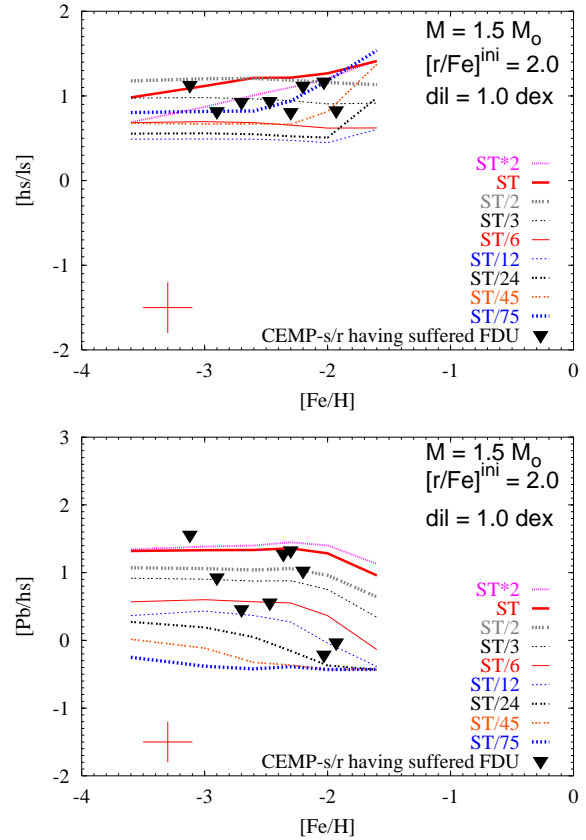 2
1
0
-1
-2
[hs/ls]
M = 1.5 M_o
[r/Fe]^ini = 2.0
dil = 1.0 dex
ST*2
ST
ST/2
ST/3
ST/6
ST/12
ST/24
ST/45
ST/75
CEMP-s/r having suffered FDU
-4 -3 -2 -1 0
[Fe/H]
3
2
1
0
-1
-2
[Pb/hs]
M = 1.5 M_o
[r/Fe]^ini = 2.0
dil = 1.0 dex
ST*2
ST
ST/2
ST/3
ST/6
ST/12
ST/24
ST/45
ST/75
CEMP-s/r having suffered FDU
-4 -3 -2 -1 0
[Fe/H]